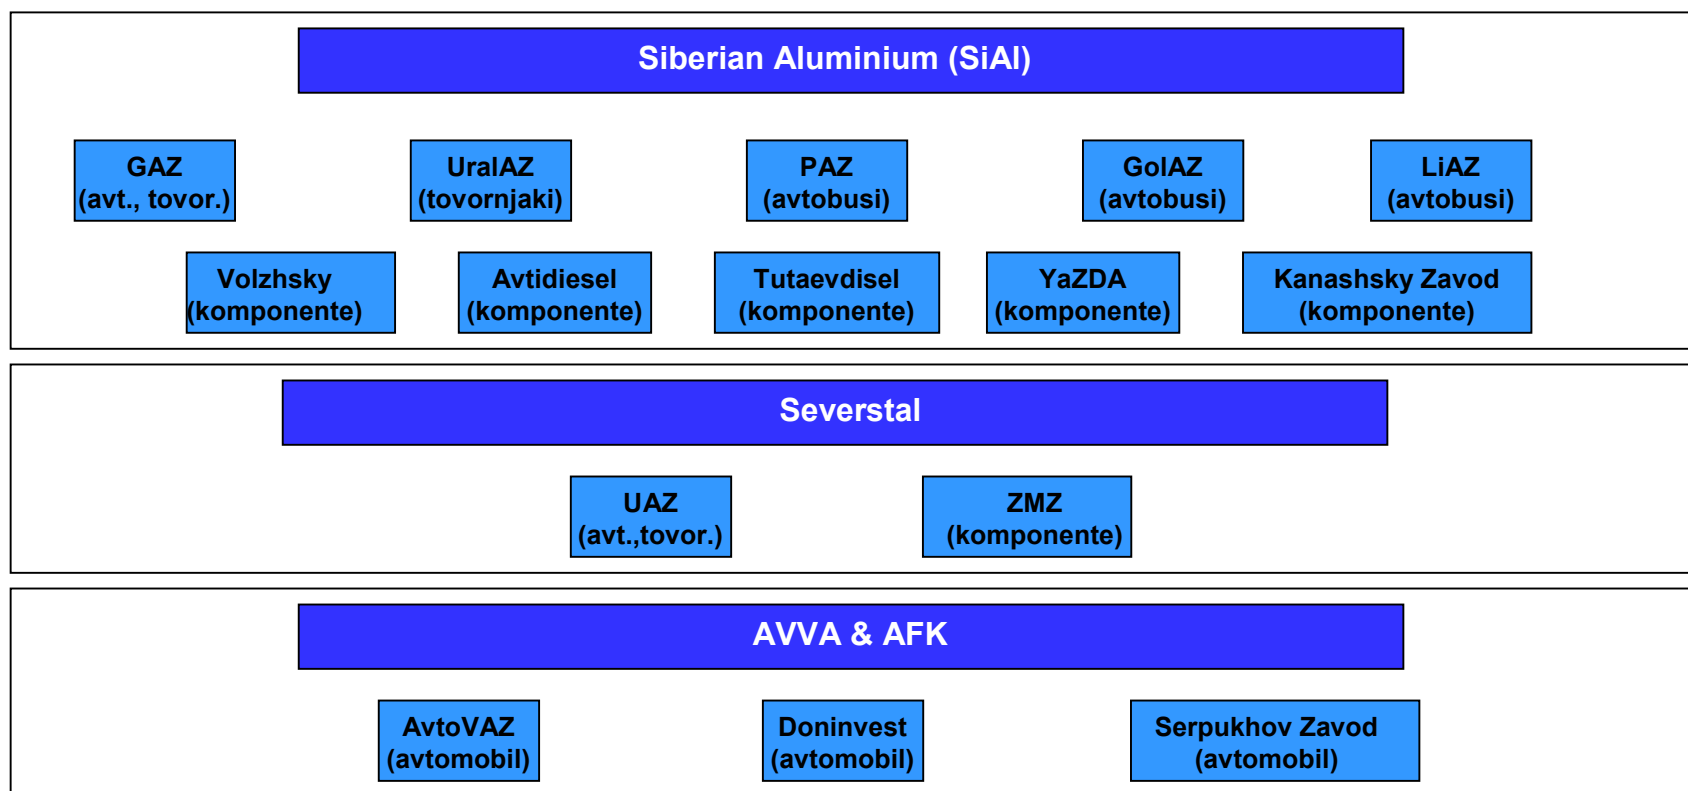 Siberian Aluminium (SiAl)
GAZ
(avt., tovor.)
UralAZ
(tovornjaki)
PAZ
(avtobusi)
GolAZ
(avtobusi)
LiAZ
(avtobusi)
Volzhsky
(komponente)
Avtidiesel
(komponente)
Tutaevdisel
(komponente)
YaZDA
(komponente)
Kanashsky Zavod
(komponente)
Severstal
UAZ
(avt.,tovor.)
ZMZ
(komponente)
AVVA & AFK
AvtoVAZ
(avtomobil)
Doninvest
(avtomobil)
Serpukhov Zavod
(avtomobil)